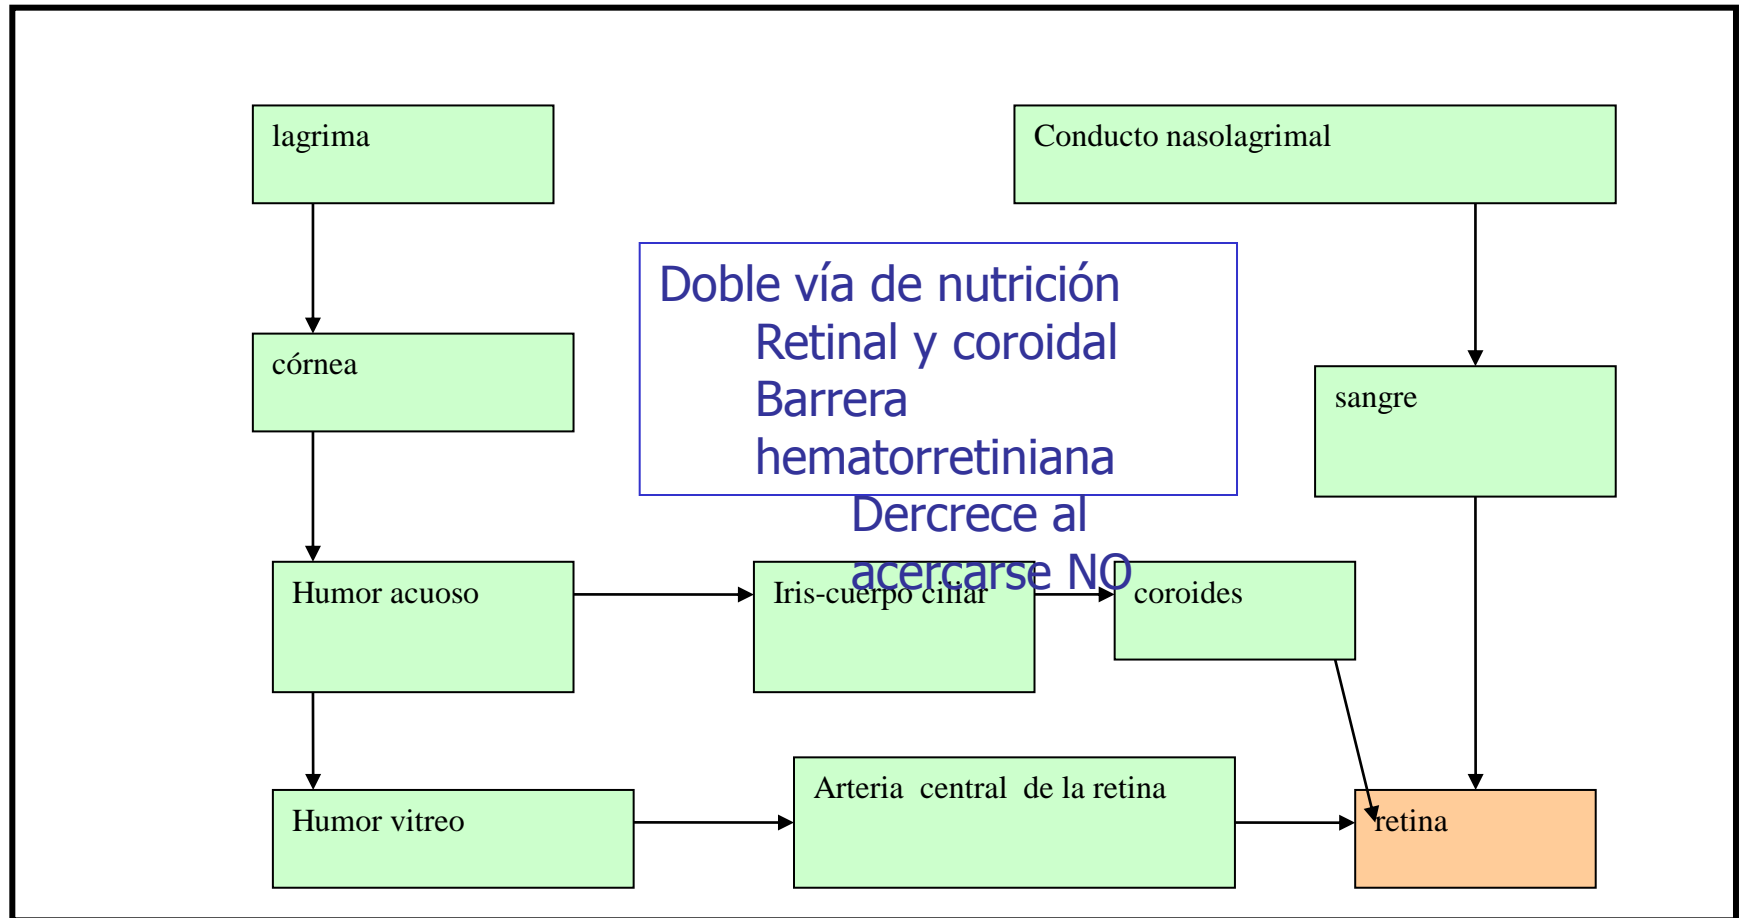 lagrima
Conducto nasolagrimal
Doble vía de nutrición
Retinal y coroidal
Barrera
hematorretiniana
Dercrece al
acercarse NO
córnea
sangre
Humor acuoso
Iris-cuerpo ciliar
coroides
Humor vitreo
Arteria central de la retina
retina